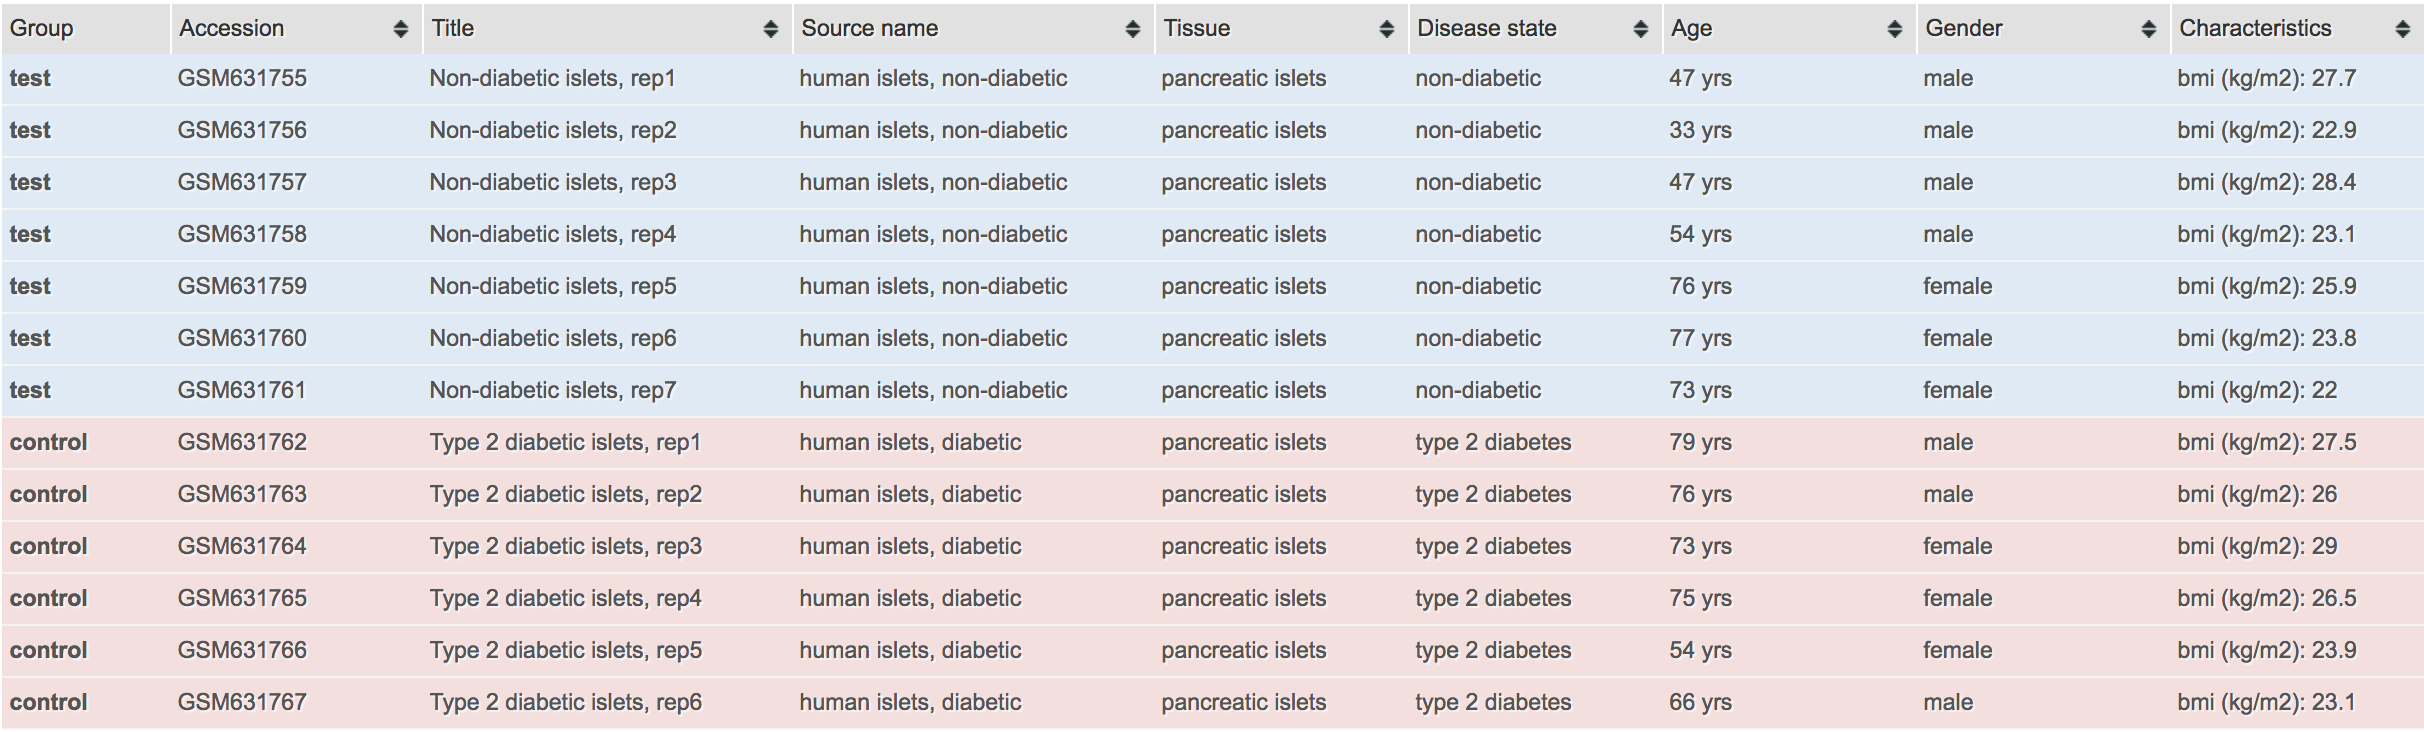 Group Accession Title Source name Tissue Disease state Age Gender Characteristics
test GSM631755 Non-diabetic islets, rep1 human islets, non-diabetic pancreatic islets non-diabetic 47 yrs male bmi (kg/m2): 27.7
test GSM631756 Non-diabetic islets, rep2 human islets, non-diabetic pancreatic islets non-diabetic 33 yrs male bmi (kg/m2): 22.9
test GSM631757 Non-diabetic islets, rep3 human islets, non-diabetic pancreatic islets non-diabetic 47 yrs male bmi (kg/m2): 28.4
test GSM631758 Non-diabetic islets, rep4 human islets, non-diabetic pancreatic islets non-diabetic 54 yrs male bmi (kg/m2): 23.1
test GSM631759 Non-diabetic islets, rep5 human islets, non-diabetic pancreatic islets non-diabetic 76 yrs female bmi (kg/m2): 25.9
test GSM631760 Non-diabetic islets, rep6 human islets, non-diabetic pancreatic islets non-diabetic 77 yrs female bmi (kg/m2): 23.8
test GSM631761 Non-diabetic islets, rep7 human islets, non-diabetic pancreatic islets non-diabetic 73 yrs female bmi (kg/m2): 22
control GSM631762 Type 2 diabetic islets, rep1 human islets, diabetic pancreatic islets type 2 diabetes 79 yrs male bmi (kg/m2): 27.5
control GSM631763 Type 2 diabetic islets, rep2 human islets, diabetic pancreatic islets type 2 diabetes 76 yrs male bmi (kg/m2): 26
control GSM631764 Type 2 diabetic islets, rep3 human islets, diabetic pancreatic islets type 2 diabetes 73 yrs female bmi (kg/m2): 29
control GSM631765 Type 2 diabetic islets, rep4 human islets, diabetic pancreatic islets type 2 diabetes 75 yrs female bmi (kg/m2): 26.5
control GSM631766 Type 2 diabetic islets, rep5 human islets, diabetic pancreatic islets type 2 diabetes 54 yrs female bmi (kg/m2): 23.9
control GSM631767 Type 2 diabetic islets, rep6 human islets, diabetic pancreatic islets type 2 diabetes 66 yrs male bmi (kg/m2): 23.1